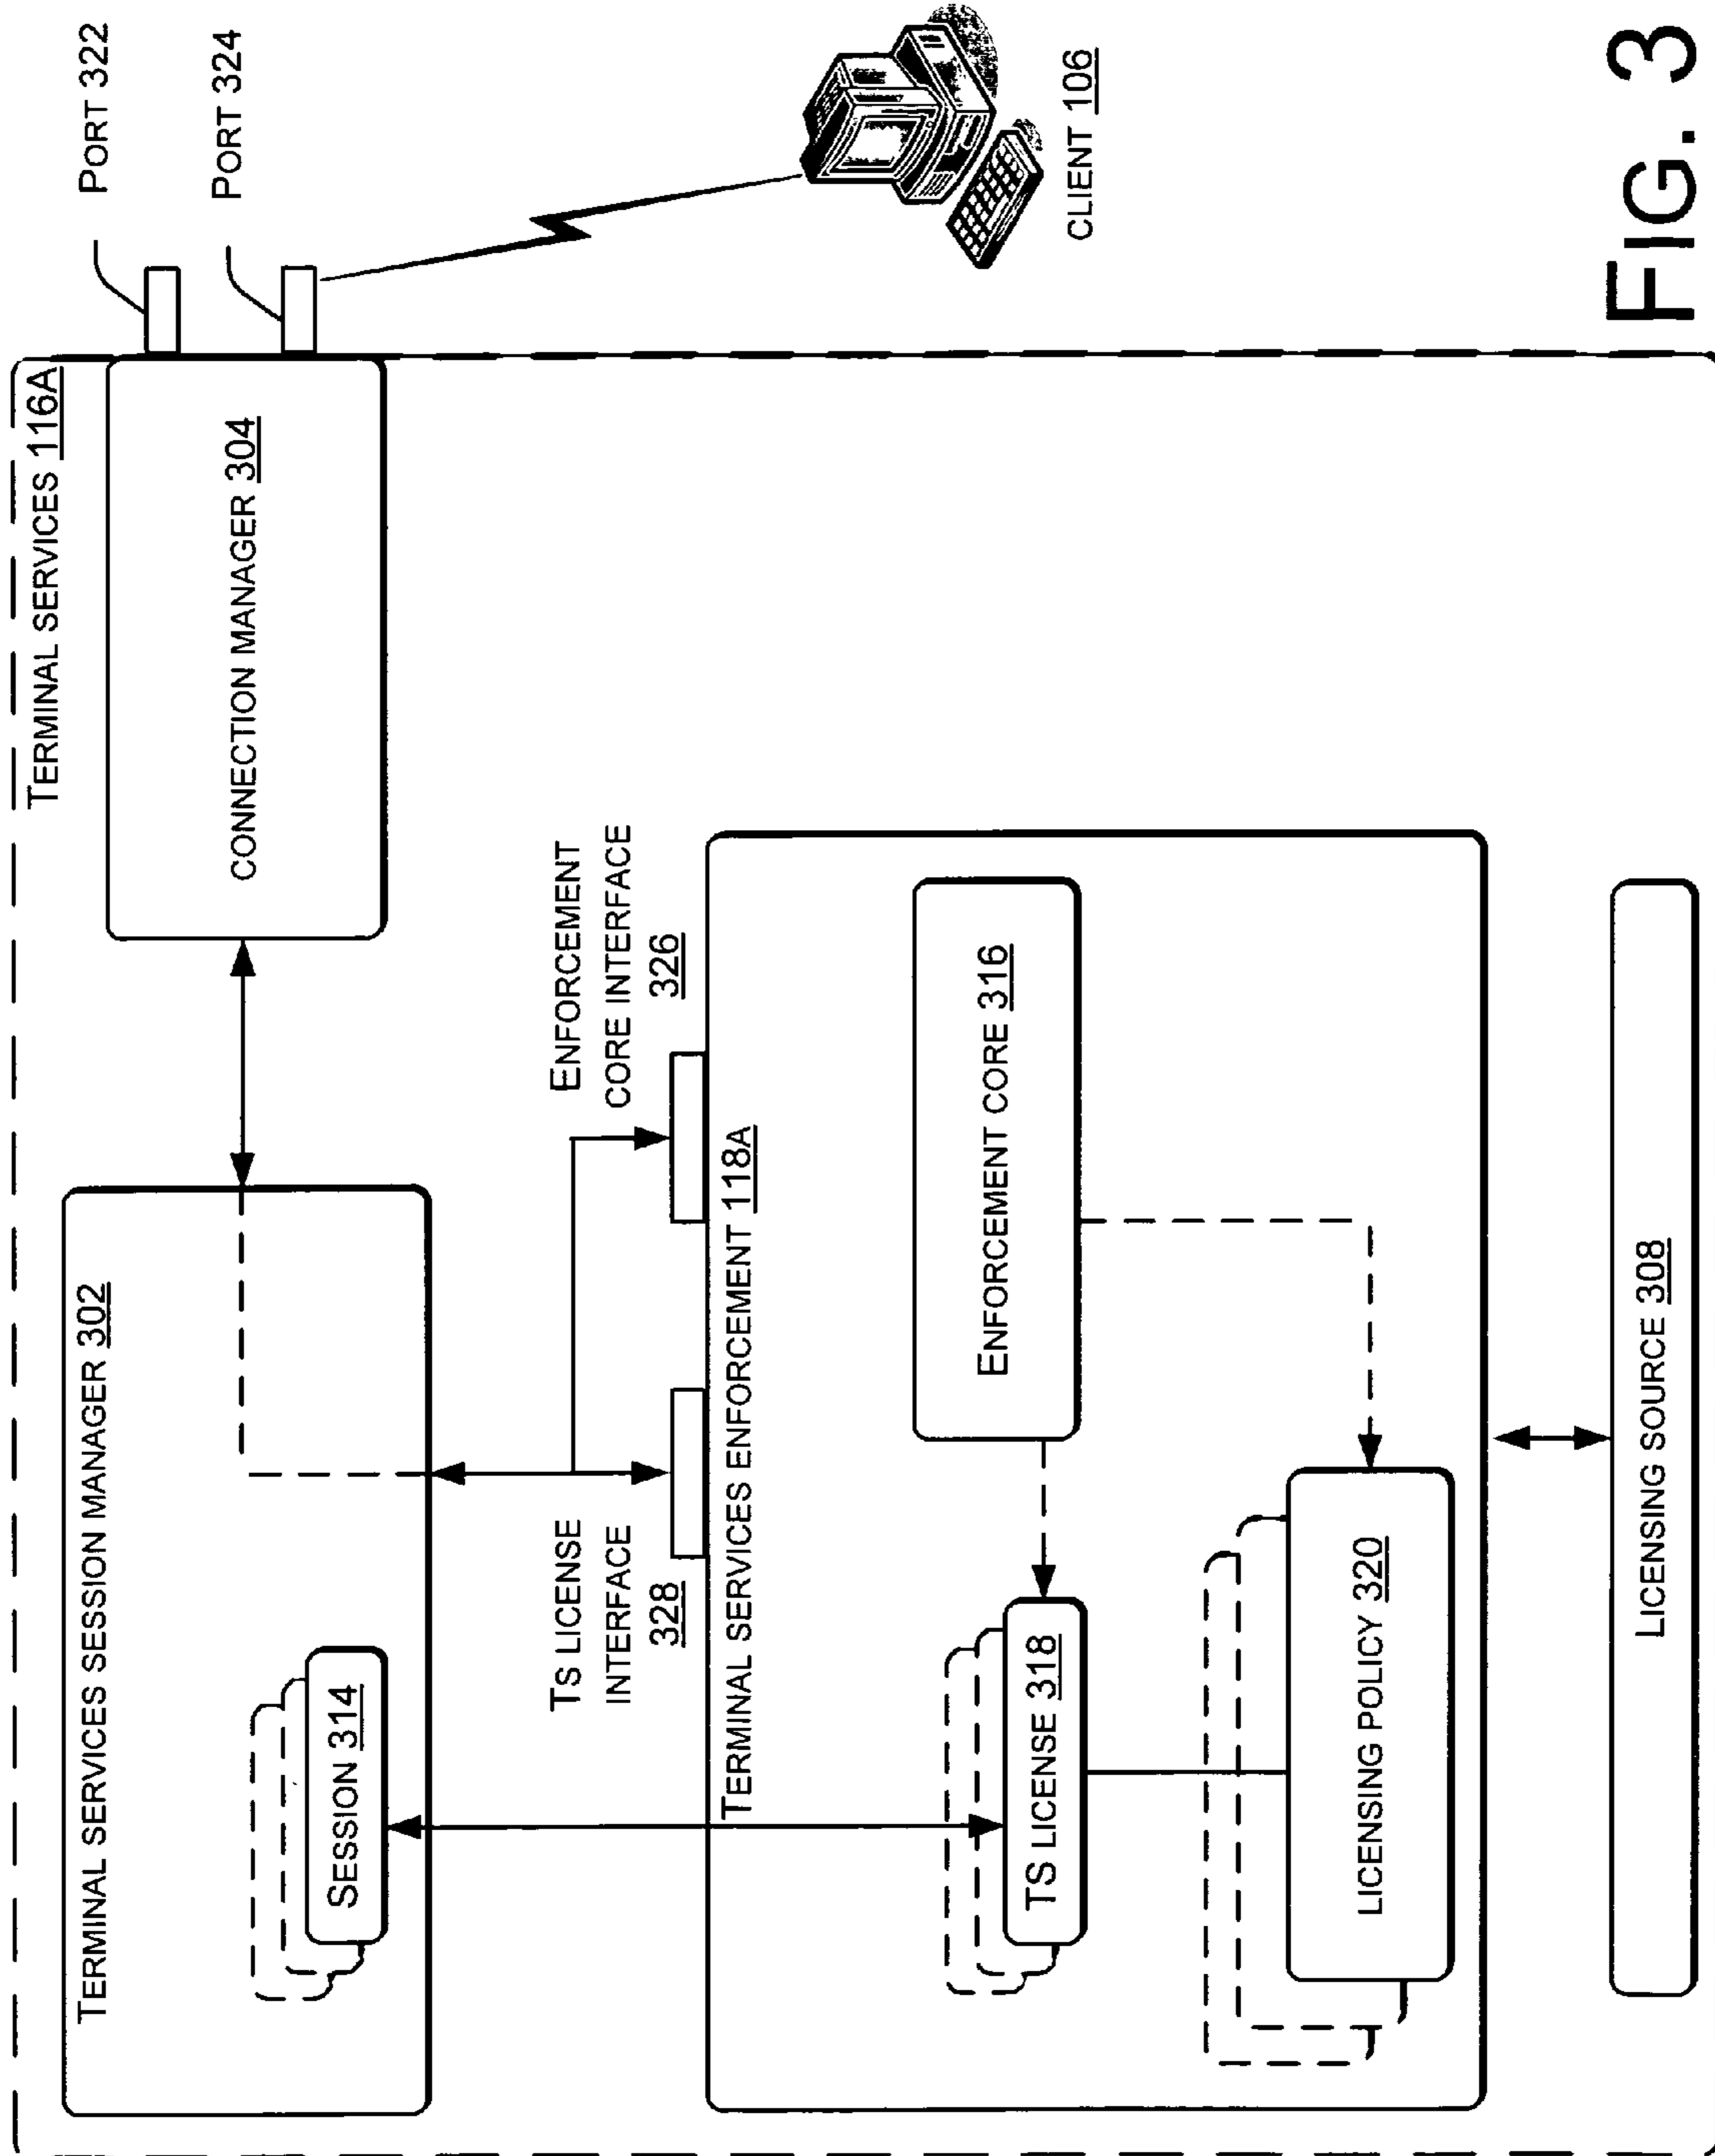 TERMINAL SERVICES 116A
TERMINAL SERVICES SESSION MANAGER 302
SESSION 314
CONNECTION MANAGER 304
PORT 322
PORT 324
CLIENT 106
TS LICENSE
INTERFACE
328
ENFORCEMENT
CORE INTERFACE
326
TERMINAL SERVICES ENFORCEMENT 118A
ENFORCEMENT CORE 316
TS LICENSE 318
LICENSING POLICY 320
LICENSING SOURCE 308
FIG. 3